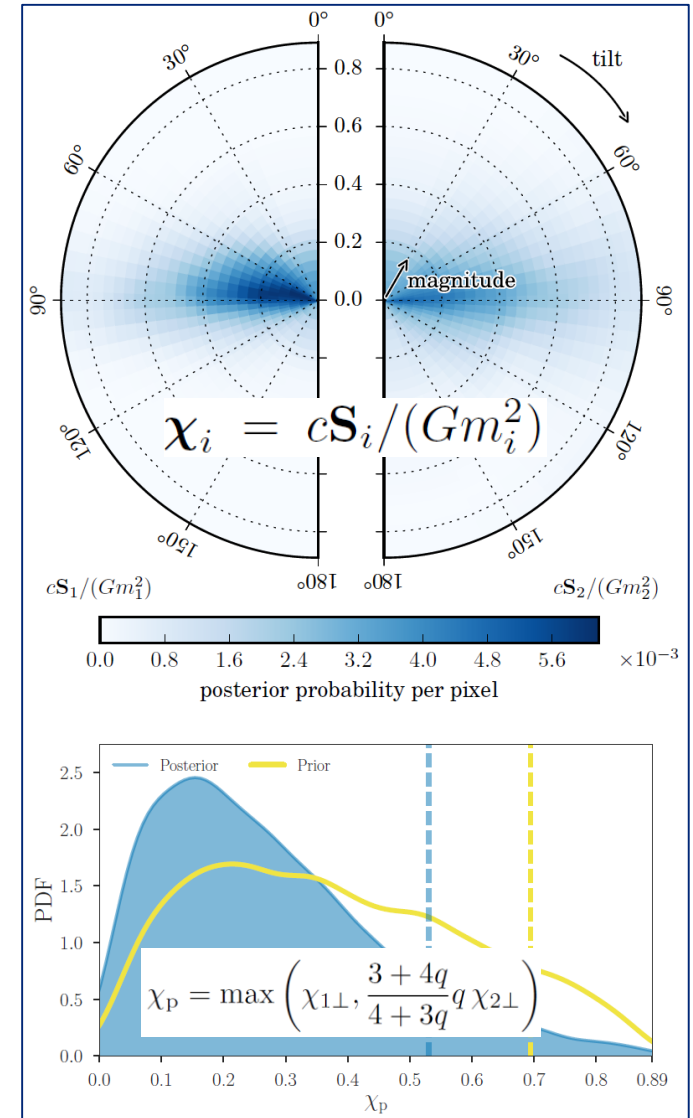 0° 0°
30° 0.8 30° tilt
60° 0.6 60°
0.4
0.2
magnitude
90° 0.0 90°
χᵢ = cSᵢ/(Gmᵢ²)
120° 120°
150° 150°
180° 180°
cS₁/(Gm₁²) cS₂/(Gm₂²)
0.0 0.8 1.6 2.4 3.2 4.0 4.8 5.6 ×10⁻³
posterior probability per pixel
Posterior Prior
2.5
2.0
1.5
PDF
1.0
χₚ = max(χ₁⊥, (3 + 4q)/(4 + 3q) q χ₂⊥)
0.5
0.0
0.0 0.1 0.2 0.3 0.4 0.5 0.6 0.7 0.8 0.89
χₚ